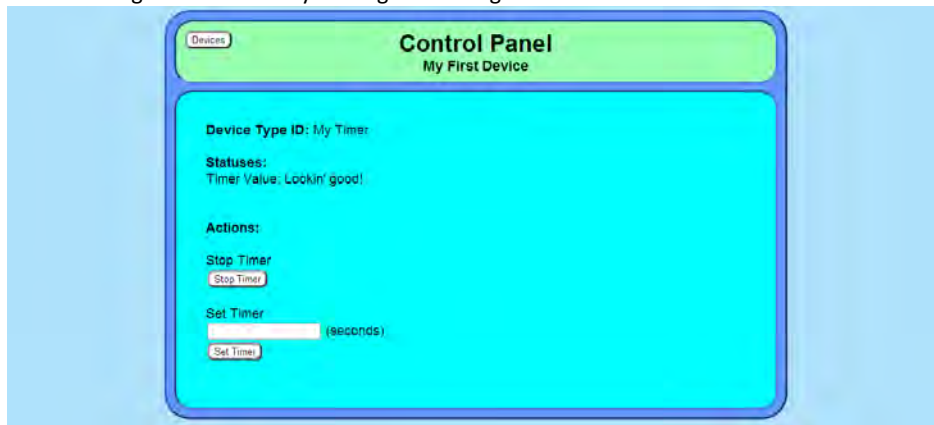 Devices
Control Panel
My First Device
Device Type ID: My Timer
Statuses:
Timer Value: Lookin' good!
Actions:
Stop Timer
Stop Timer
Set Timer
(seconds)
Set Timer